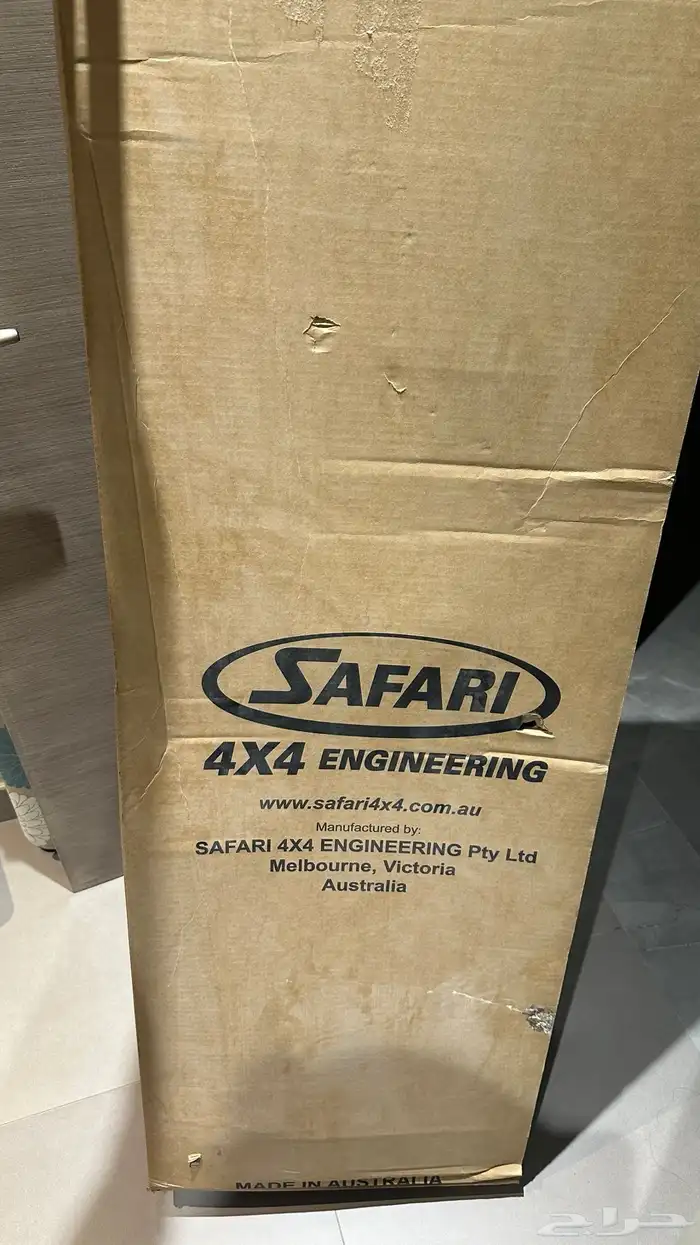 SAFARI
4X4 ENGINEERING
www.safari4x4.com.au
Manufactured by:
SAFARI 4X4 ENGINEERING Pty Ltd
Melbourne, Victoria
Australia
MADE IN AUSTRALIA
حراج